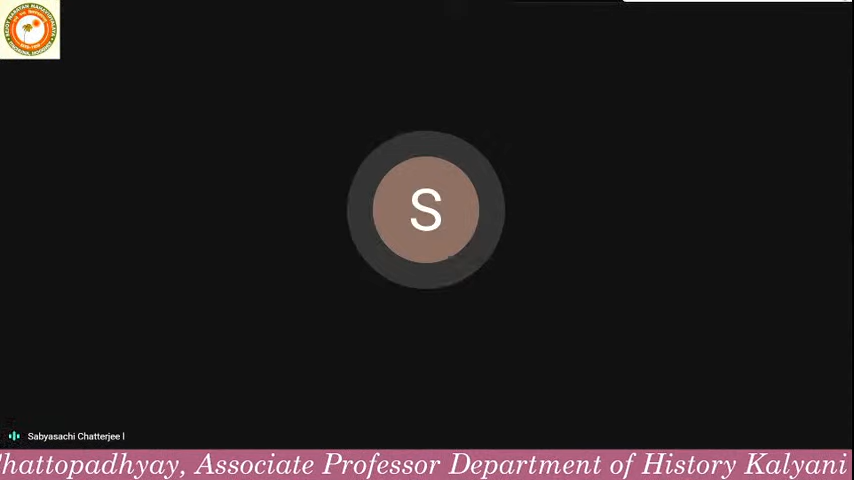 S
Sabyasachi Chatterjee l
hattopadhyay, Associate Professor Department of History Kalyani